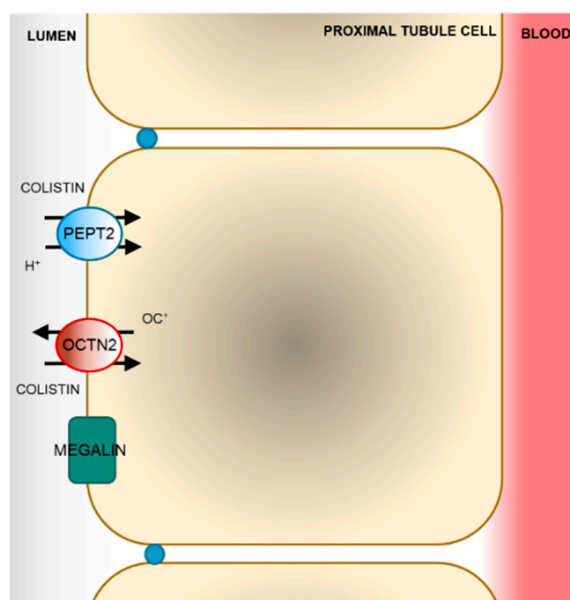 LUMEN
PROXIMAL TUBULE CELL
BLOOD
COLISTIN
PEPT2
H⁺
OC⁺
OCTN2
COLISTIN
MEGALIN